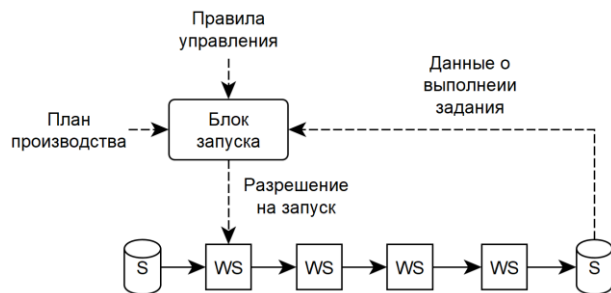 Правила
управления
Данные о
выполнеии
задания
План
производства
Блок
запуска
Разрешение
на запуск
S
WS
WS
WS
WS
S